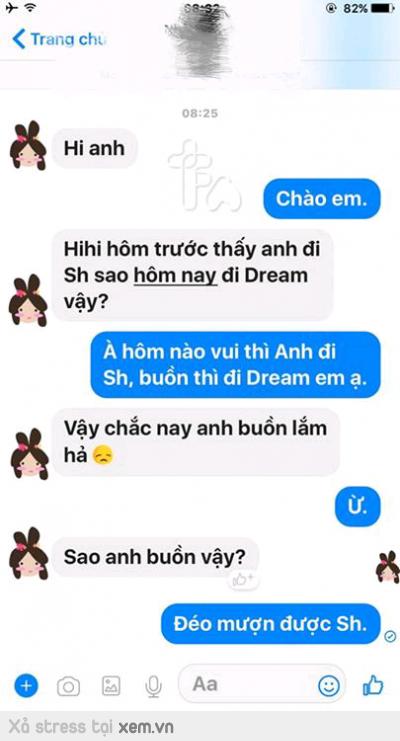 82%
Trang chủ
08:25
Hi anh
Chào em.
Hihi hôm trước thấy anh đi
Sh sao hôm nay đi Dream
vậy?
À hôm nào vui thì Anh đi
Sh, buồn thì đi Dream em ạ.
Vậy chắc nay anh buồn lắm
hả
Ừ.
Sao anh buồn vậy?
Đéo mượn được Sh.
Aa
Xả stress tại xem.vn